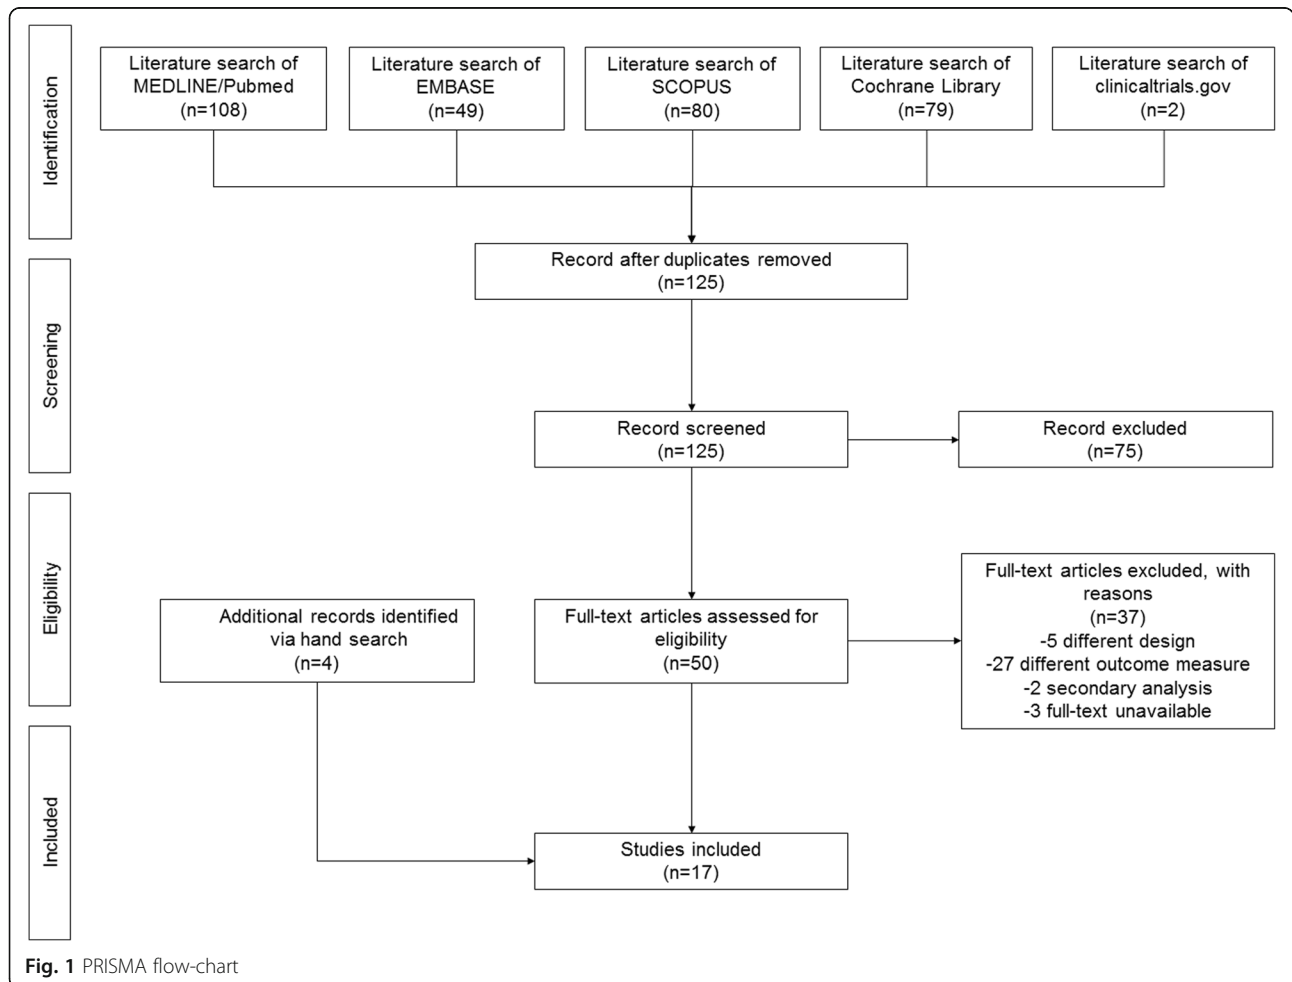 Identification
Literature search of
MEDLINE/Pubmed
(n=108)
Literature search of
EMBASE
(n=49)
Literature search of
SCOPUS
(n=80)
Literature search of
Cochrane Library
(n=79)
Literature search of
clinicaltrials.gov
(n=2)
Record after duplicates removed
(n=125)
Screening
Record screened
(n=125)
Record excluded
(n=75)
Eligibility
Additional records identified
via hand search
(n=4)
Full-text articles assessed for
eligibility
(n=50)
Full-text articles excluded, with
reasons
(n=37)
-5 different design
-27 different outcome measure
-2 secondary analysis
-3 full-text unavailable
Included
Studies included
(n=17)
Fig. 1 PRISMA flow-chart